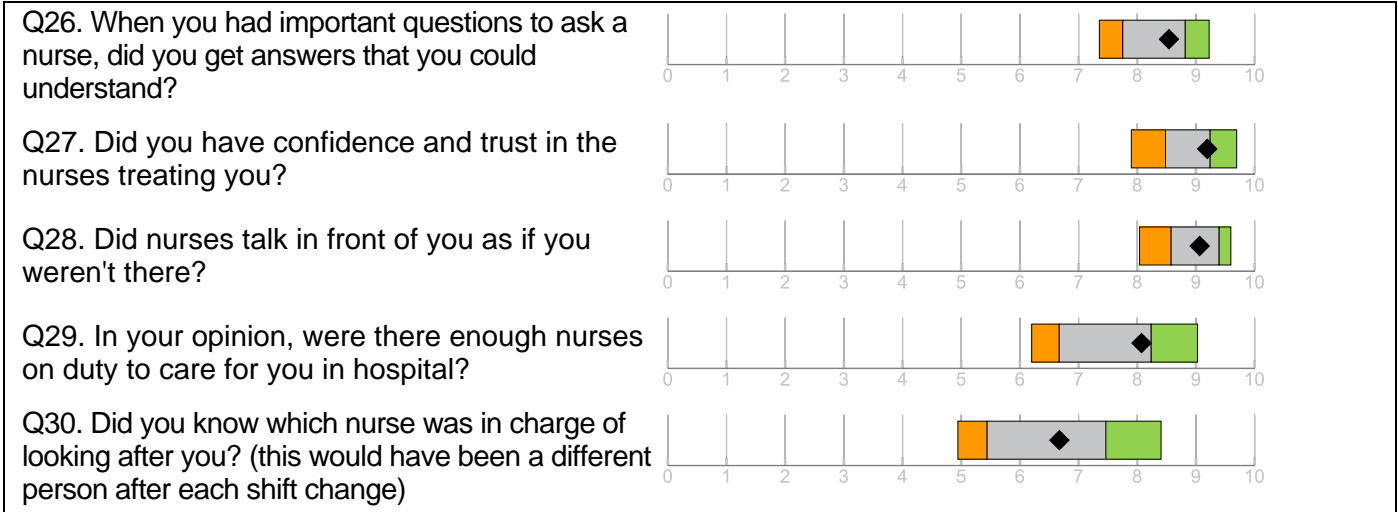 Q26. When you had important questions to ask a
nurse, did you get answers that you could
understand?
0 1 2 3 4 5 6 7 8 9 10
Q27. Did you have confidence and trust in the
nurses treating you?
0 1 2 3 4 5 6 7 8 9 10
Q28. Did nurses talk in front of you as if you
weren't there?
0 1 2 3 4 5 6 7 8 9 10
Q29. In your opinion, were there enough nurses
on duty to care for you in hospital?
0 1 2 3 4 5 6 7 8 9 10
Q30. Did you know which nurse was in charge of
looking after you? (this would have been a different
person after each shift change)
0 1 2 3 4 5 6 7 8 9 10